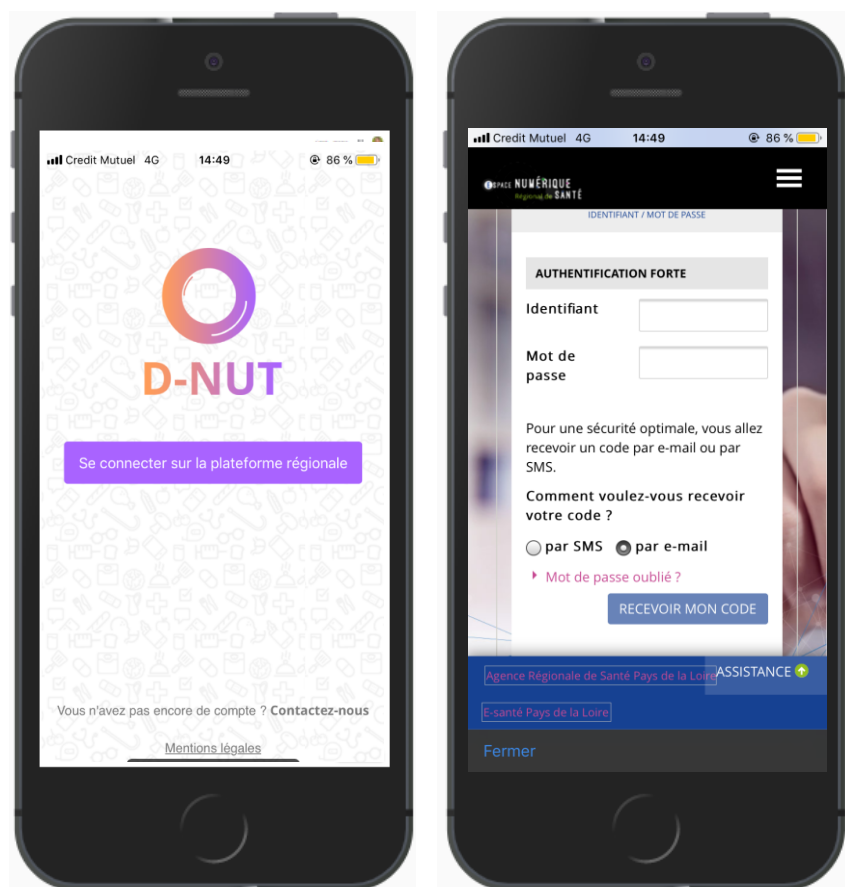 Credit Mutuel 4G 14:49 86 %
D-NUT
Se connecter sur la plateforme régionale
Vous n'avez pas encore de compte ? Contactez-nous
Mentions légales
Credit Mutuel 4G 14:49 86 %
ESPACE NUMÉRIQUE
Régional de SANTÉ
IDENTIFIANT / MOT DE PASSE
AUTHENTIFICATION FORTE
Identifiant
Mot de
passe
Pour une sécurité optimale, vous allez
recevoir un code par e-mail ou par
SMS.
Comment voulez-vous recevoir
votre code ?
par SMS par e-mail
Mot de passe oublié ?
RECEVOIR MON CODE
Agence Régionale de Santé Pays de la Loire
ASSISTANCE
E-santé Pays de la Loire
Fermer